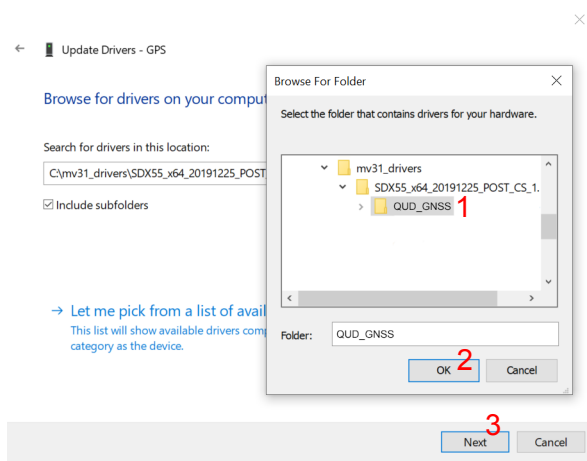 Update Drivers - GPS
Browse for drivers on your comput
Search for drivers in this location:
C:\mv31_drivers\SDX55_x64_20191225_POST
Include subfolders
→ Let me pick from a list of avail
This list will show available drivers comp
category as the device.
Browse For Folder
Select the folder that contains drivers for your hardware.
mv31_drivers
SDX55_x64_20191225_POST_CS_1.
QUD_GNSS 1
Folder: QUD_GNSS
OK 2 Cancel
3
Next Cancel